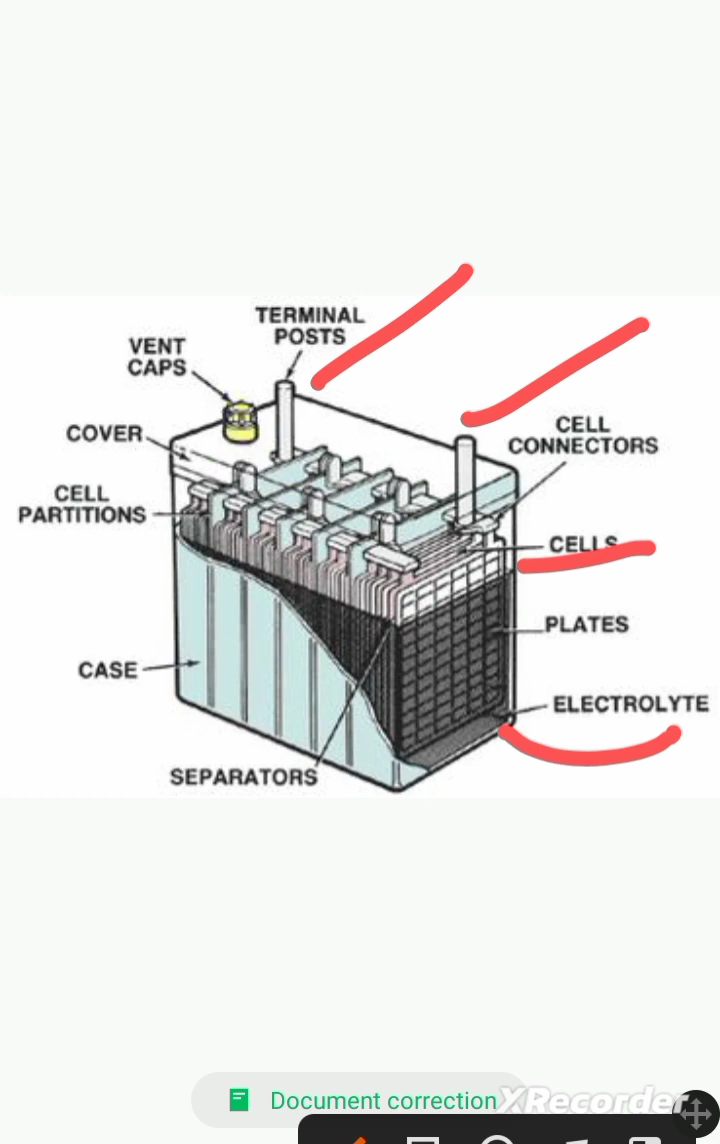 TERMINAL
POSTS
VENT
CAPS
COVER
CELL
CONNECTORS
CELL
PARTITIONS
CELLS
PLATES
CASE
ELECTROLYTE
SEPARATORS
Document correction
XRecorder